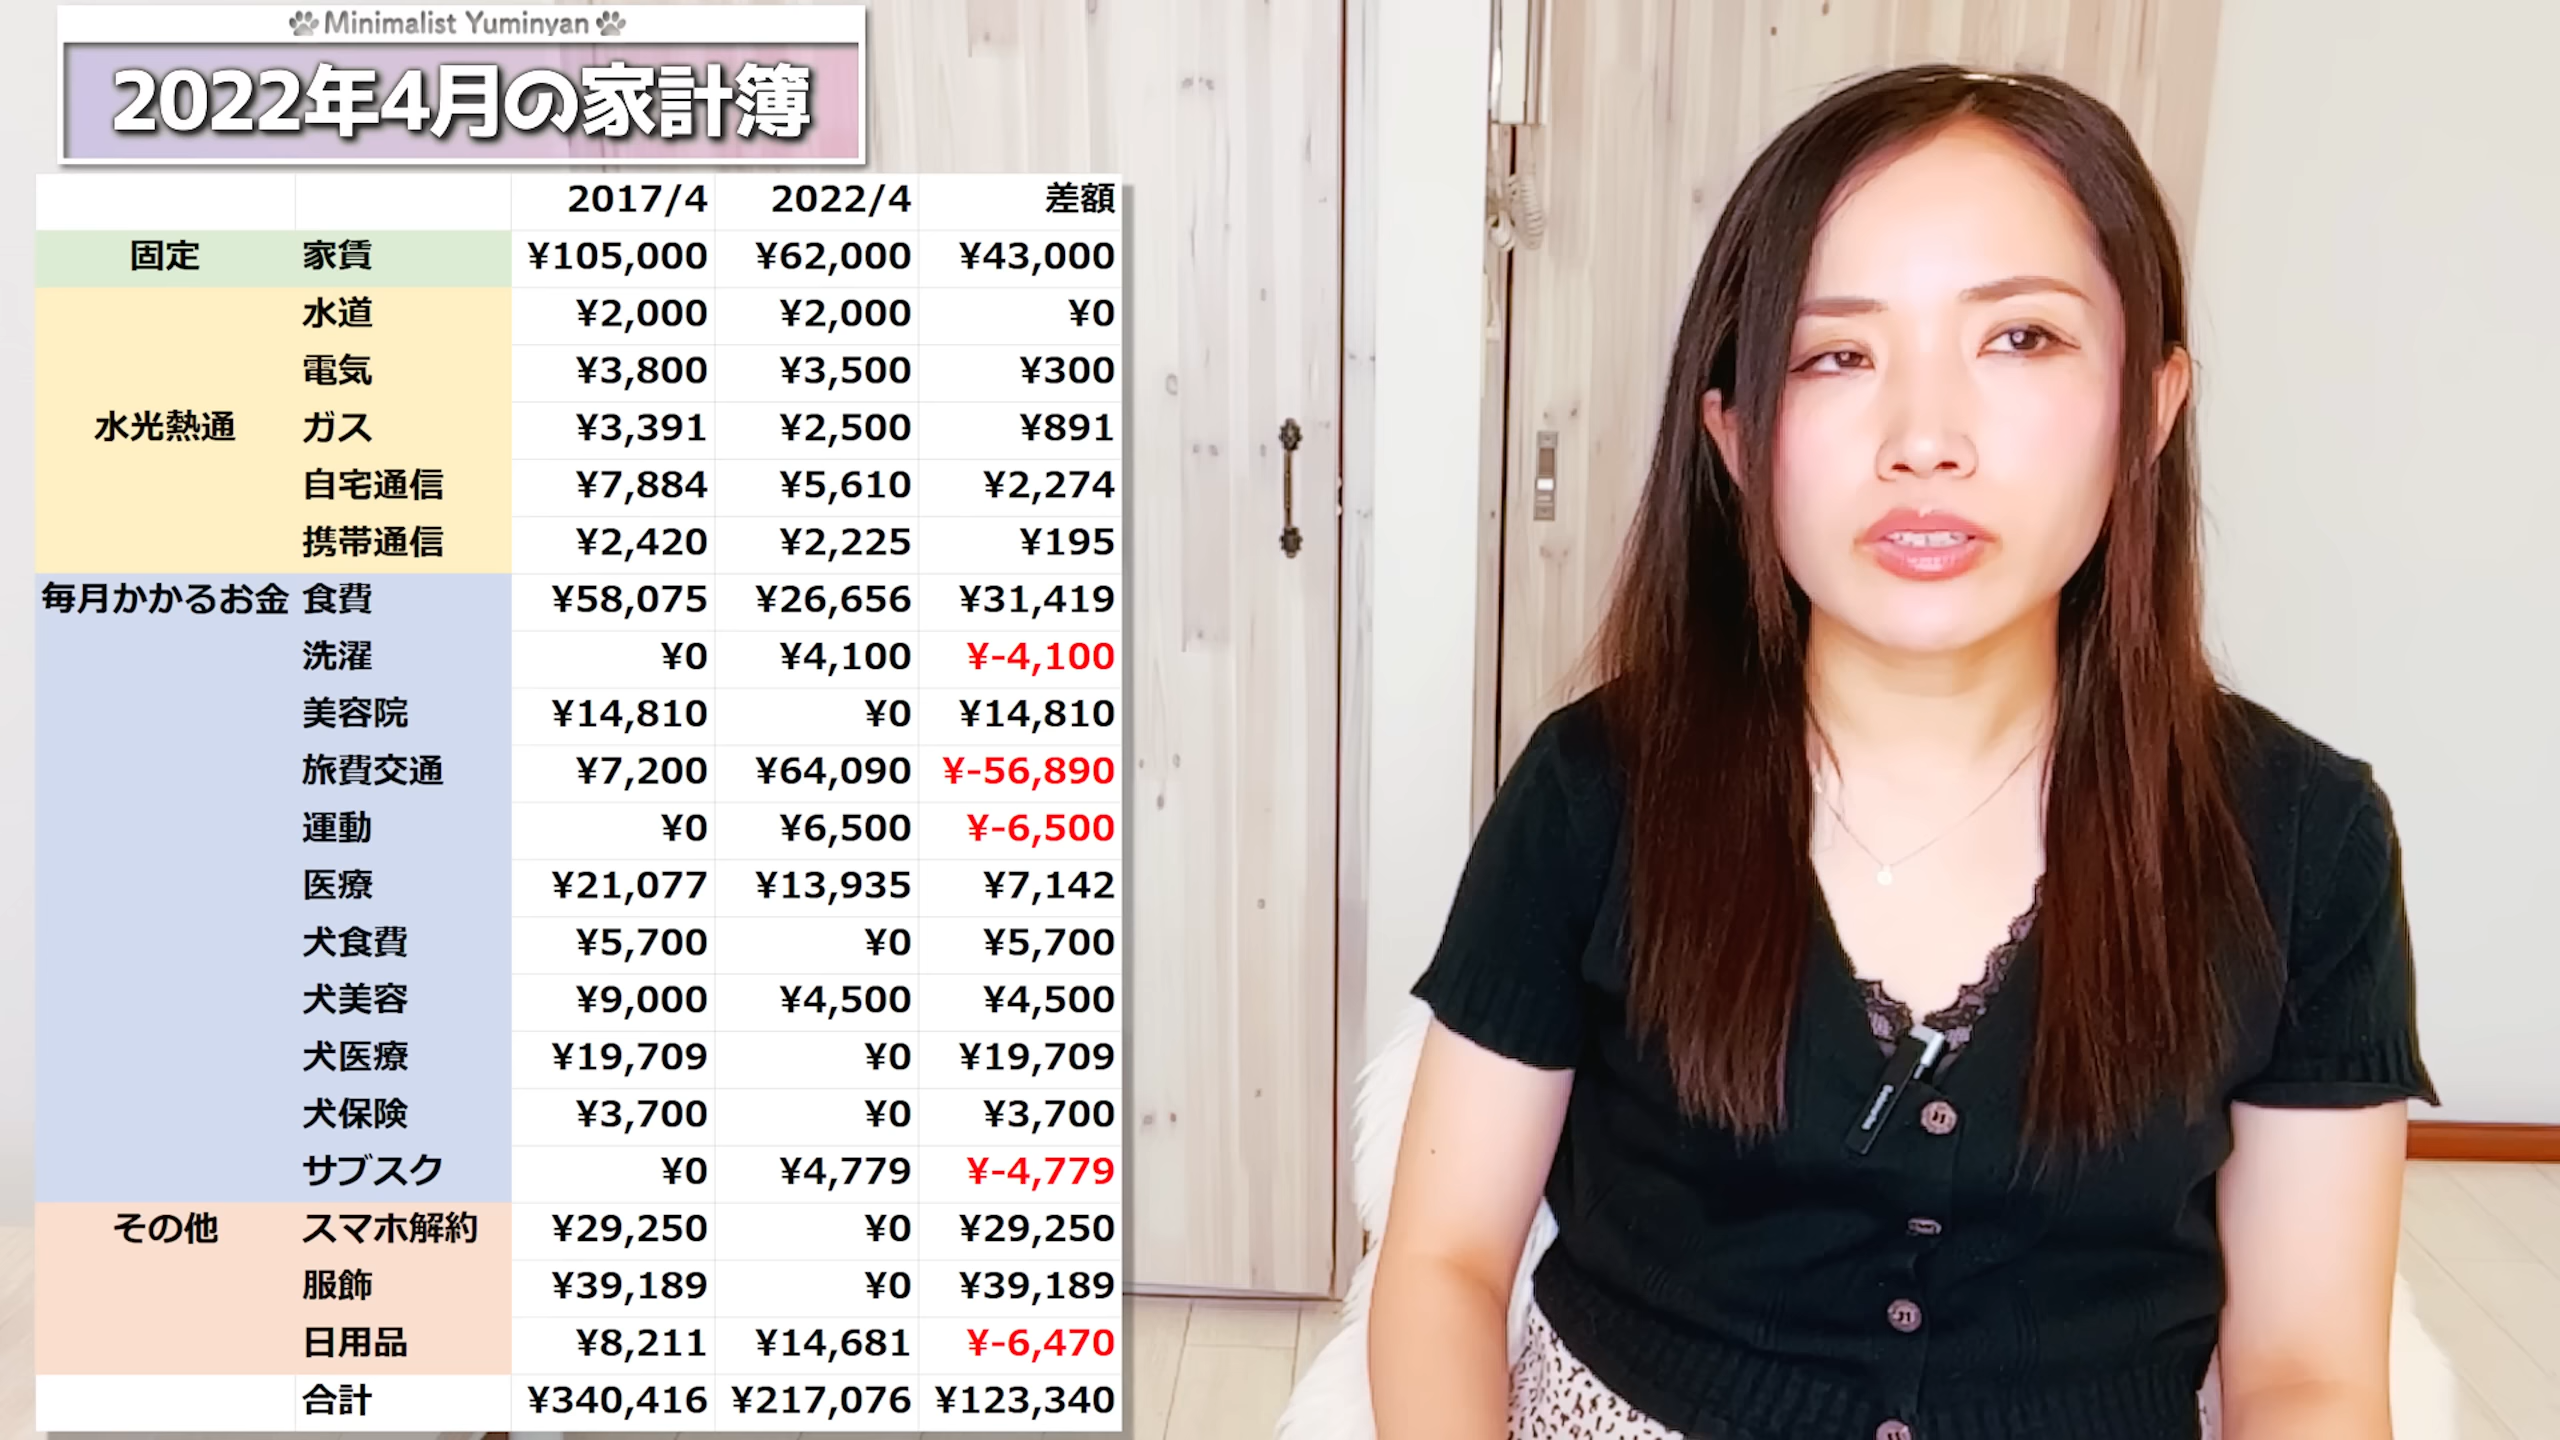 Minimalist Yuminyan
2022年4月の家計簿
2017/4 2022/4 差額
固定 家賃 ¥105,000 ¥62,000 ¥43,000
水道 ¥2,000 ¥2,000 ¥0
電気 ¥3,800 ¥3,500 ¥300
水光熱通 ガス ¥3,391 ¥2,500 ¥891
自宅通信 ¥7,884 ¥5,610 ¥2,274
携帯通信 ¥2,420 ¥2,225 ¥195
毎月かかるお金 食費 ¥58,075 ¥26,656 ¥31,419
洗濯 ¥0 ¥4,100 ¥-4,100
美容院 ¥14,810 ¥0 ¥14,810
旅費交通 ¥7,200 ¥64,090 ¥-56,890
運動 ¥0 ¥6,500 ¥-6,500
医療 ¥21,077 ¥13,935 ¥7,142
犬食費 ¥5,700 ¥0 ¥5,700
犬美容 ¥9,000 ¥4,500 ¥4,500
犬医療 ¥19,709 ¥0 ¥19,709
犬保険 ¥3,700 ¥0 ¥3,700
サブスク ¥0 ¥4,779 ¥-4,779
その他 スマホ解約 ¥29,250 ¥0 ¥29,250
服飾 ¥39,189 ¥0 ¥39,189
日用品 ¥8,211 ¥14,681 ¥-6,470
合計 ¥340,416 ¥217,076 ¥123,340